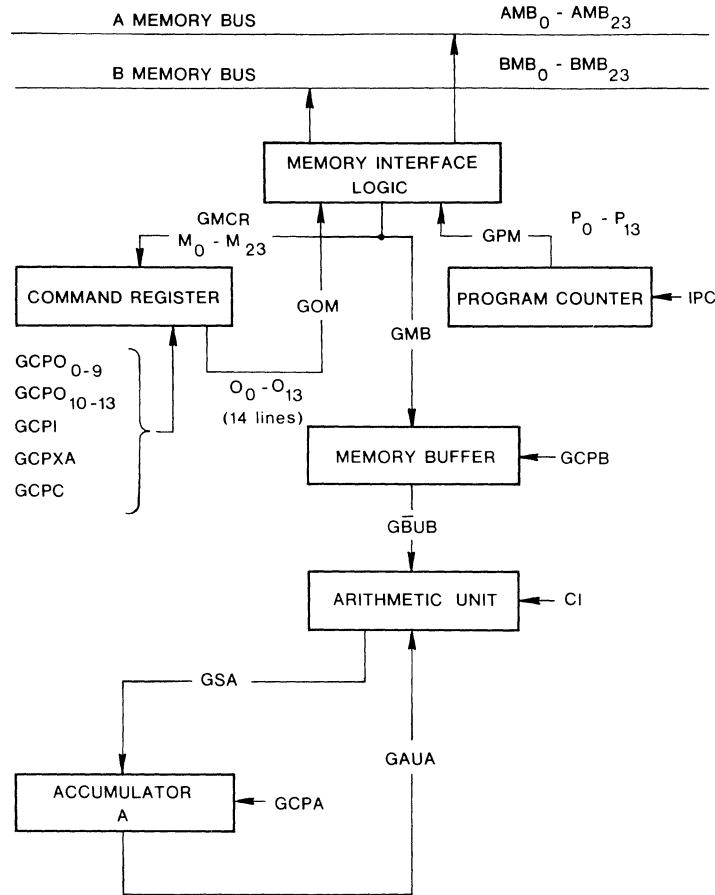 A MEMORY BUS
AMB0 - AMB23
B MEMORY BUS
BMB0 - BMB23
MEMORY INTERFACE
LOGIC
GMCR
M0 - M23
GPM
P0 - P13
COMMAND REGISTER
GOM
PROGRAM COUNTER
IPC
GMB
GCPO0-9
GCPO10-13
GCPI
GCPXA
GCPC
O0 - O13
(14 lines)
MEMORY BUFFER
GCPB
GB̅UB
ARITHMETIC UNIT
CI
GSA
GAUA
ACCUMULATOR
A
GCPA